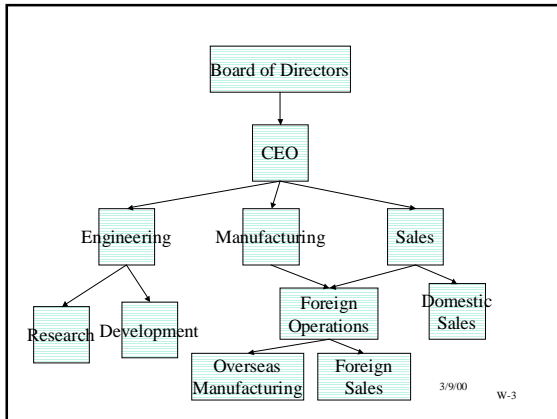 Board of Directors
CEO
Engineering
Manufacturing
Sales
Research
Development
Foreign
Operations
Domestic
Sales
Overseas
Manufacturing
Foreign
Sales
3/9/00
W-3